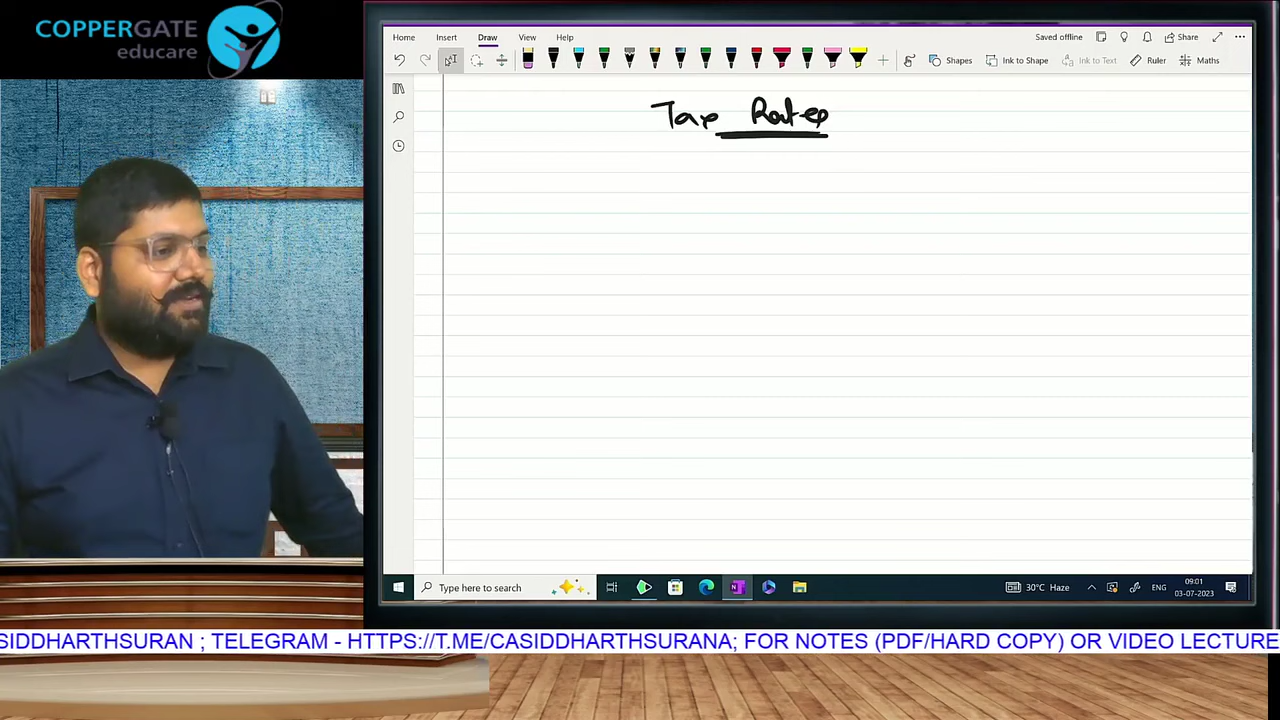 COPPERGATE
educare
Home Insert Draw View Help
Saved offline Share
Shapes Ink to Shape Ink to Text Ruler Maths
Tax Rates
Type here to search
30°C Haze ENG 09:01
03-07-2023
SIDDHARTHSURAN ; TELEGRAM - HTTPS://T.ME/CASIDDHARTHSURANA; FOR NOTES (PDF/HARD COPY) OR VIDEO LECTURE